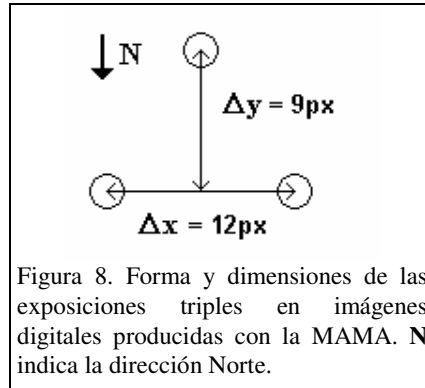 N
Δy = 9px
Δx = 12px
Figura 8. Forma y dimensiones de las
exposiciones triples en imágenes
digitales producidas con la MAMA. N
indica la dirección Norte.